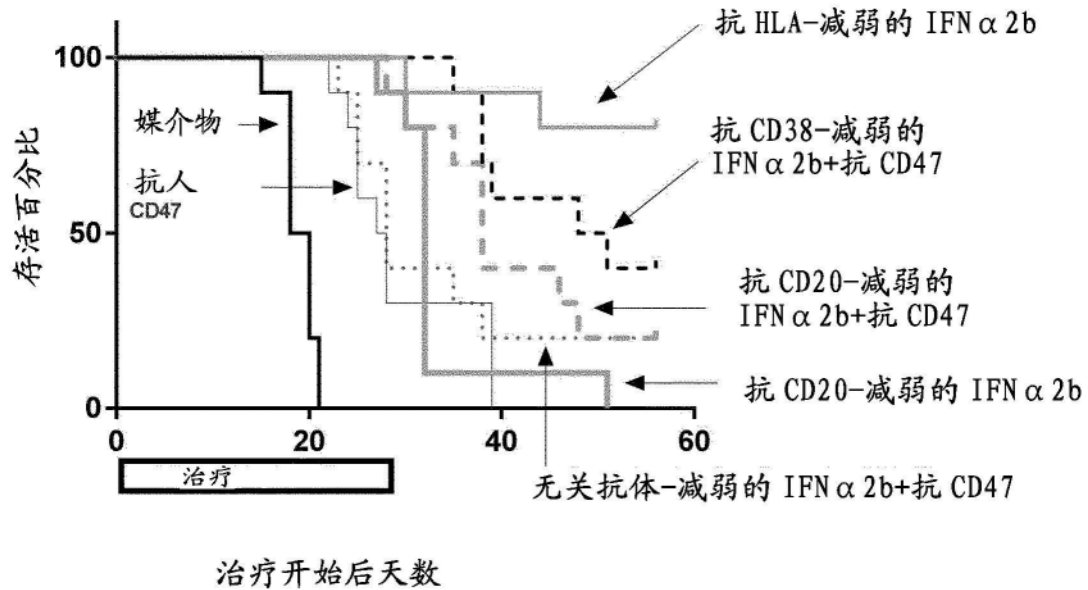 抗 HLA-减弱的 IFNα2b
100
媒介物
抗 CD38-减弱的
IFNα2b+抗 CD47
抗人
CD47
存活百分比
50
抗 CD20-减弱的
IFNα2b+抗 CD47
抗 CD20-减弱的 IFNα2b
0
0
20
40
60
治疗
无关抗体-减弱的 IFNα2b+抗 CD47
治疗开始后天数